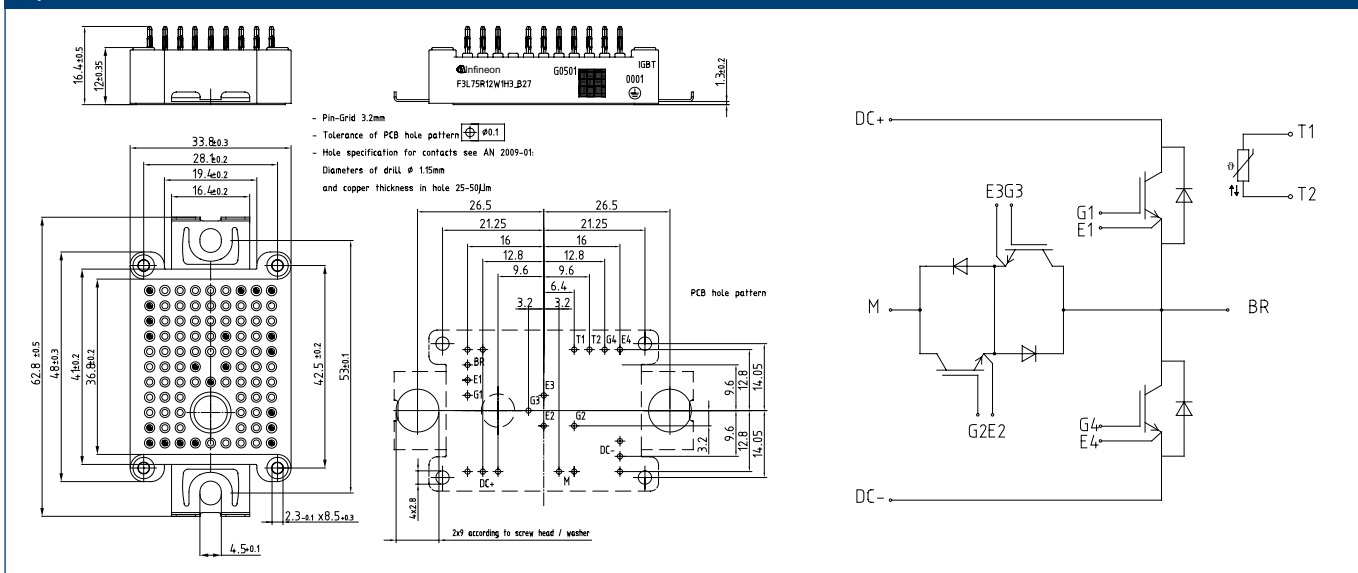 16.4±0.5
12±0.35
infineon
F3L75R12W1H3_B27
G0501
IGBT
0001
1.3±0.2
- Pin-Grid 3.2mm
- Tolerance of PCB hole pattern ⌖ ø0.1
- Hole specification for contacts see AN 2009-01:
Diameters of drill ø 1.15mm
and copper thickness in hole 25-50µm
33.8±0.3
28.1±0.2
19.4±0.2
16.4±0.2
62.8 ±0.5
48±0.3
41±0.2
36.8±0.2
42.5 ±0.2
53±0.1
2.3-0.1 x8.5+0.3
4.5+0.1
26.5 26.5
21.25 21.25
16 16
12.8 12.8
9.6 9.6
6.4
3.2 3.2
PCB hole pattern
T1 T2 G4 E4
BR
E1
G1
E3
G3
E2
G2
DC-
DC+
M
9.6
12.8
14.05
3.2
9.6
12.8
14.05
4x2.8
2x9 according to screw head / washer
DC+
T1
ϑ
T2
E3G3
G1
E1
M
BR
G2E2
G4
E4
DC-